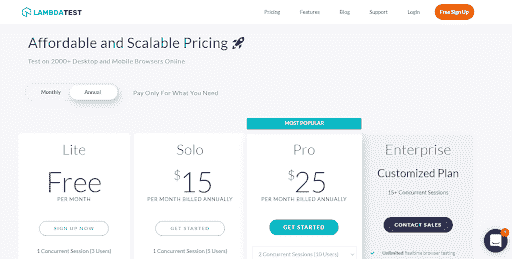 LAMBDATEST
Pricing Features Blog Support Login Free Sign Up
Affordable and Scalable Pricing
Test on 2000+ Desktop and Mobile Browsers Online
Monthly Annual Pay Only For What You Need
MOST POPULAR
Lite
Free
PER MONTH
SIGN UP NOW
1 Concurrent Session (3 Users)
Solo
$15
PER MONTH BILLED ANNUALLY
GET STARTED
1 Concurrent Session (5 Users)
Pro
$25
PER MONTH BILLED ANNUALLY
GET STARTED
2 Concurrent Sessions (10 Users)
Enterprise
Customized Plan
15+ Concurrent Sessions
CONTACT SALES
Unlimited Realtime browser testing